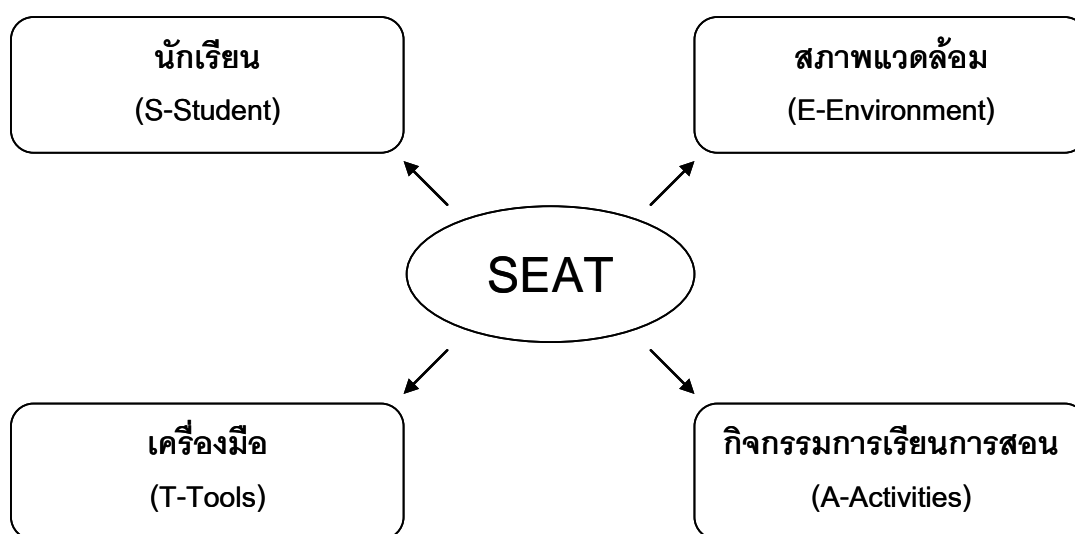 นักเรียน
(S-Student)
สภาพแวดล้อม
(E-Environment)
SEAT
เครื่องมือ
(T-Tools)
กิจกรรมการเรียนการสอน
(A-Activities)